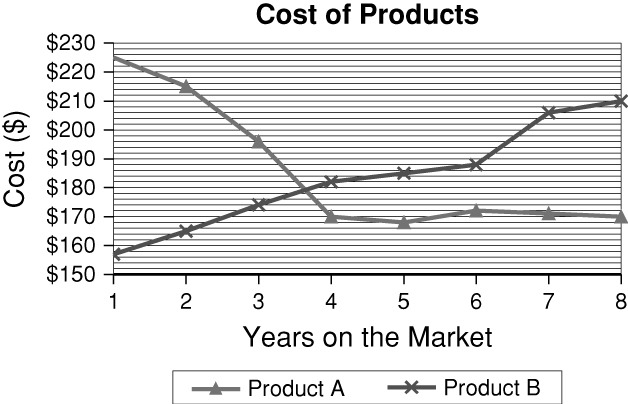 Cost of Products
$230
$220
$210
$200
$190
$180
$170
$160
$150
Cost ($)
1 2 3 4 5 6 7 8
Years on the Market
Product A Product B